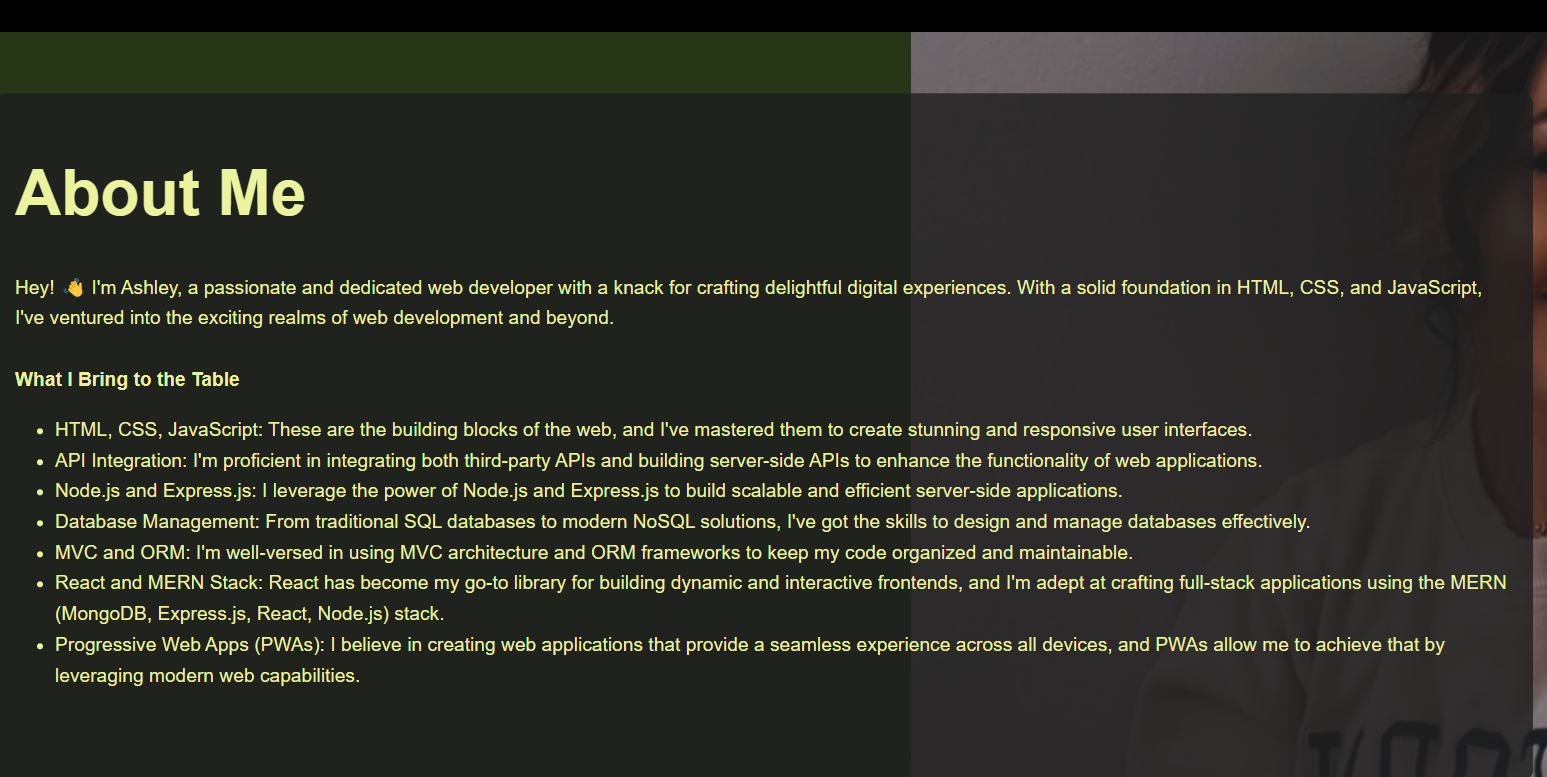 About Me
Hey! 👋 I'm Ashley, a passionate and dedicated web developer with a knack for crafting delightful digital experiences. With a solid foundation in HTML, CSS, and JavaScript,
I've ventured into the exciting realms of web development and beyond.
What I Bring to the Table
• HTML, CSS, JavaScript: These are the building blocks of the web, and I've mastered them to create stunning and responsive user interfaces.
• API Integration: I'm proficient in integrating both third-party APIs and building server-side APIs to enhance the functionality of web applications.
• Node.js and Express.js: I leverage the power of Node.js and Express.js to build scalable and efficient server-side applications.
• Database Management: From traditional SQL databases to modern NoSQL solutions, I've got the skills to design and manage databases effectively.
• MVC and ORM: I'm well-versed in using MVC architecture and ORM frameworks to keep my code organized and maintainable.
• React and MERN Stack: React has become my go-to library for building dynamic and interactive frontends, and I'm adept at crafting full-stack applications using the MERN
(MongoDB, Express.js, React, Node.js) stack.
• Progressive Web Apps (PWAs): I believe in creating web applications that provide a seamless experience across all devices, and PWAs allow me to achieve that by
leveraging modern web capabilities.